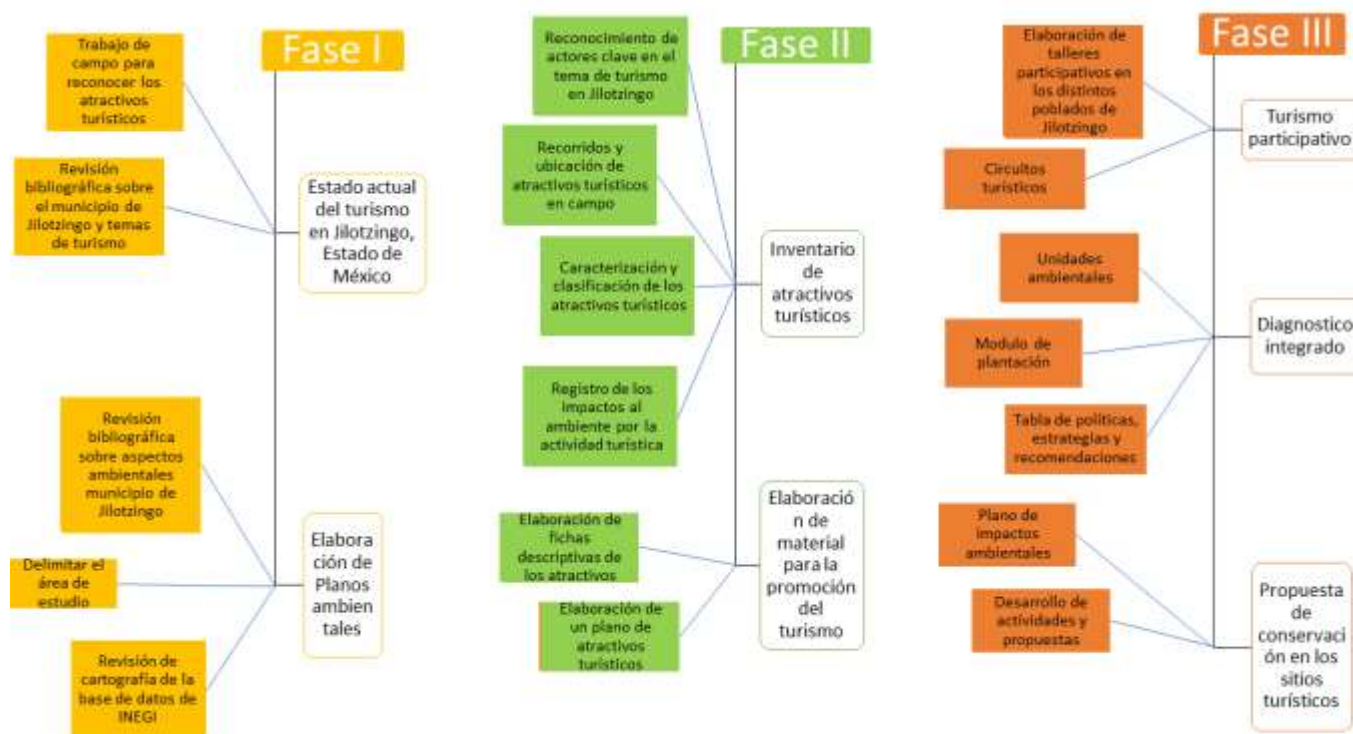 Fase I
Trabajo de
campo para
reconocer los
atractivos
turísticos
Revisión
bibliográfica sobre
el municipio de
Jilotzingo y temas
de turismo
Estado actual
del turismo
en Jilotzingo,
Estado de
México
Revisión
bibliográfica
sobre aspectos
ambientales
municipio de
Jilotzingo
Delimitar el
área de
estudio
Revisión de
cartografía de la
base de datos de
INEGI
Elabora
ción de
Planos
ambien
tales
Fase II
Reconocimiento de
actores clave en el
tema de turismo
en Jilotzingo
Recorridos y
ubicación de
atractivos turísticos
en campo
Caracterización y
clasificación de los
atractivos turísticos
Registro de los
impactos al
ambiente por la
actividad turística
Inventario
de
atractivos
turísticos
Elaboración de
fichas
descriptivas de
los atractivos
Elaboración de
un plano de
atractivos
turísticos
Elaboració
n de
material
para la
promoción
del
turismo
Fase III
Elaboración de
talleres
participativos en
los distintos
poblados de
Jilotzingo
Circuitos
turísticos
Turismo
participativo
Unidades
ambientales
Modulo de
plantación
Tabla de políticas,
estrategias y
recomendaciones
Diagnostico
integrado
Plano de
impactos
ambientales
Desarrollo de
actividades y
propuestas
Propuesta
de
conservaci
ón en los
sitios
turísticos